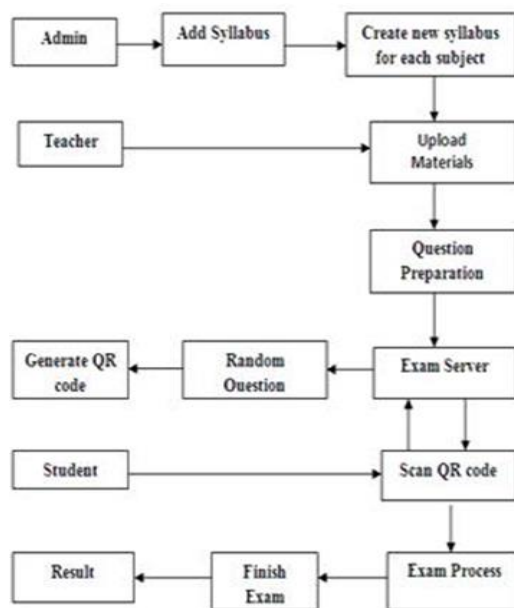 Admin
Add Syllabus
Create new syllabus
for each subject
Teacher
Upload
Materials
Question
Preparation
Generate QR
code
Random
Ouestion
Exam Server
Student
Scan QR code
Result
Finish
Exam
Exam Process